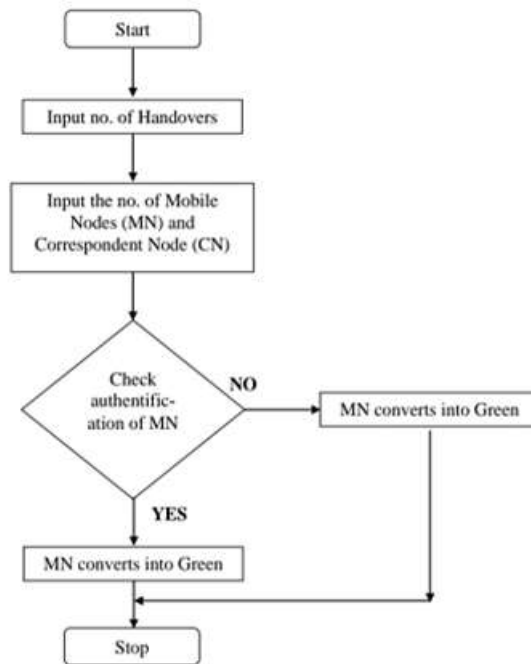 Start
Input no. of Handovers
Input the no. of Mobile
Nodes (MN) and
Correspondent Node (CN)
Check
authentific-
ation of MN
NO
MN converts into Green
YES
MN converts into Green
Stop